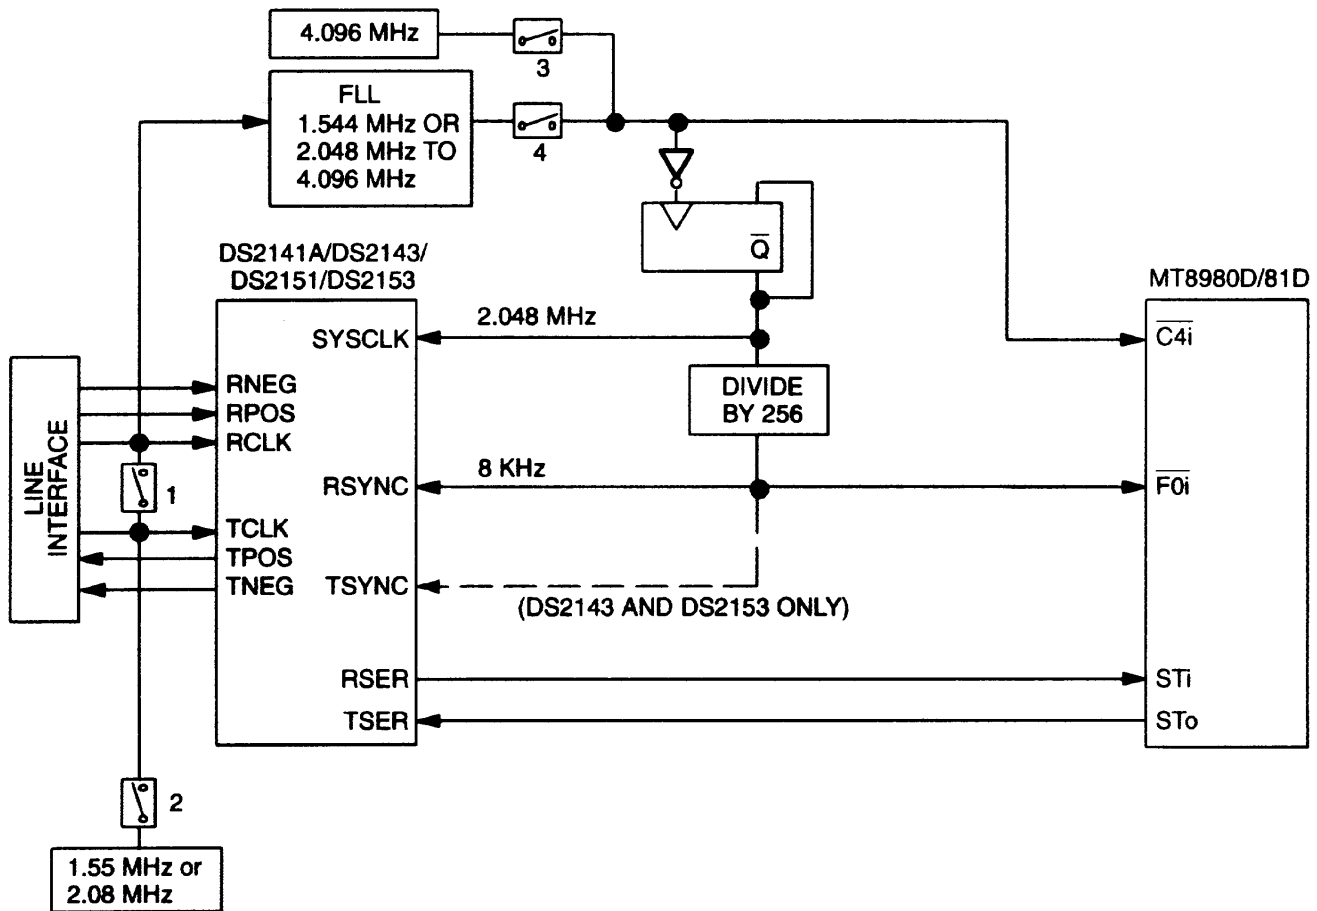 4.096 MHz
3
FLL
1.544 MHz OR
2.048 MHz TO
4.096 MHz
4
Q̅
DS2141A/DS2143/
DS2151/DS2153
MT8980D/81D
SYSCLK
2.048 MHz
C̅4̅i̅
DIVIDE
BY 256
LINE
INTERFACE
RNEG
RPOS
RCLK
1
RSYNC
8 KHz
F̅0̅i̅
TCLK
TPOS
TNEG
TSYNC
(DS2143 AND DS2153 ONLY)
RSER
STi
TSER
STo
2
1.55 MHz or
2.08 MHz